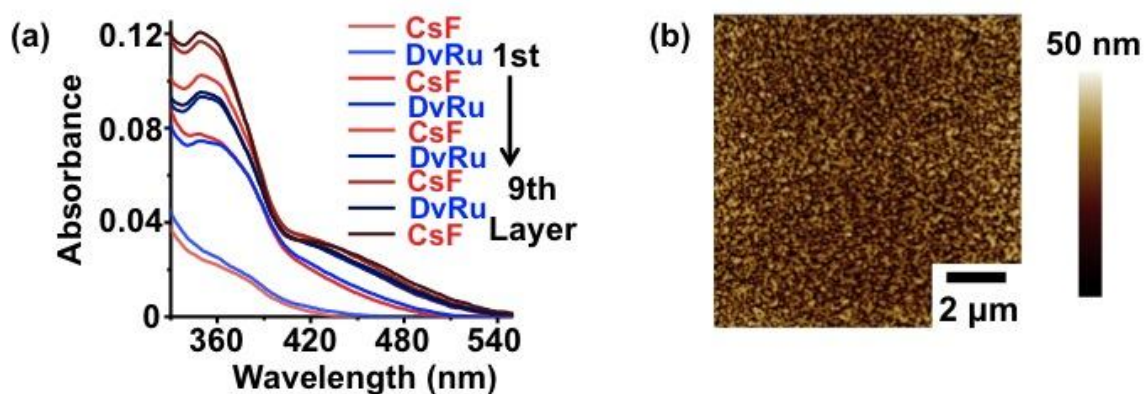 (a)
Absorbance
0.12
0.08
0.04
0
360 420 480 540
Wavelength (nm)
CsF
DvRu
CsF
DvRu
CsF
DvRu
CsF
DvRu
CsF
1st
9th
Layer
(b)
50 nm
2 µm